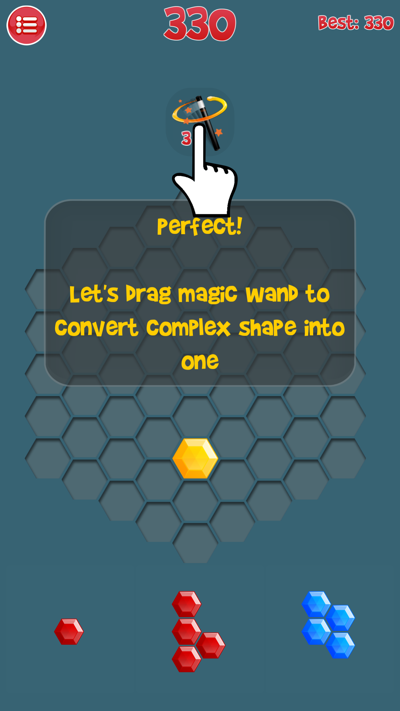 330
Best: 330
3
Perfect!
Let's Drag magic wand to
convert complex shape into
one